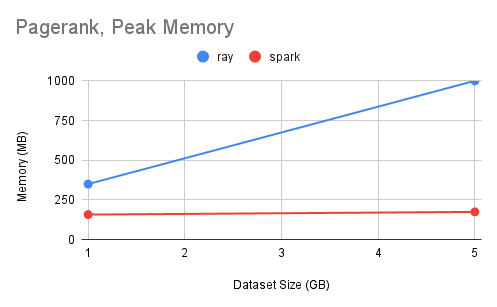 Pagerank, Peak Memory
ray spark
1000
750
500
250
0
Memory (MB)
1 2 3 4 5
Dataset Size (GB)